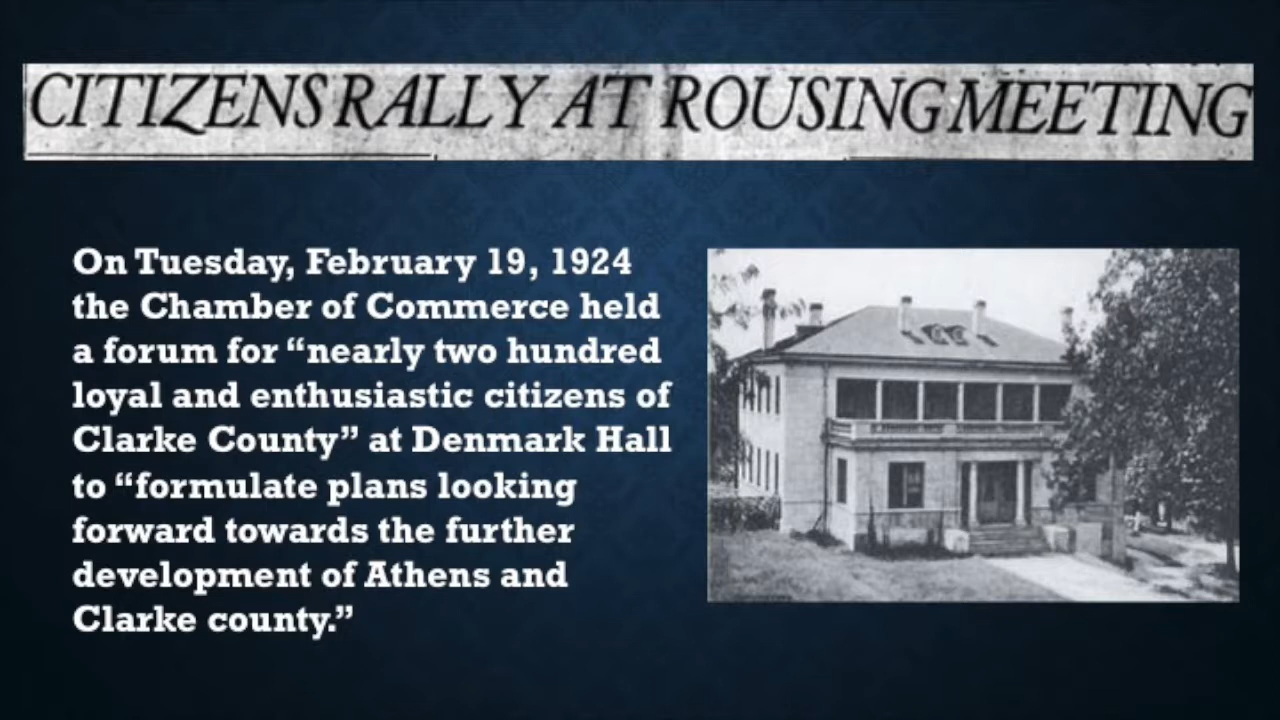 CITIZENS RALLY AT ROUSING MEETING
On Tuesday, February 19, 1924
the Chamber of Commerce held
a forum for “nearly two hundred
loyal and enthusiastic citizens of
Clarke County” at Denmark Hall
to “formulate plans looking
forward towards the further
development of Athens and
Clarke county.”